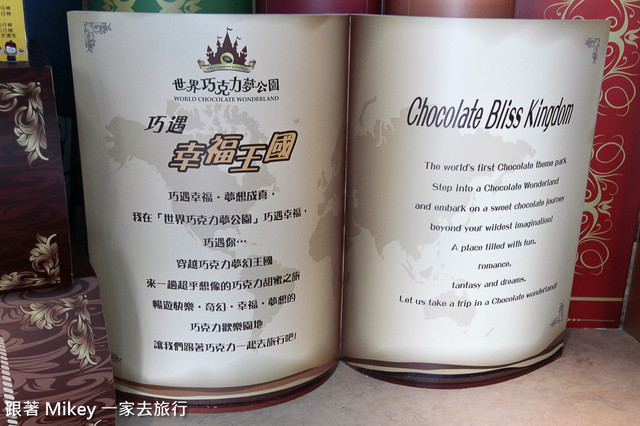 世界巧克力夢公園
WORLD CHOCOLATE WONDERLAND
巧遇
幸福王國
巧遇幸福・夢想成真，
我在「世界巧克力夢公園」巧遇幸福，
巧遇你…
穿越巧克力夢幻王國
來一趟超乎想像的巧克力甜蜜之旅
暢遊快樂・奇幻・幸福・夢想的
巧克力歡樂園地
讓我們跟著巧克力一起去旅行吧!
Chocolate Bliss Kingdom
The world's first Chocolate theme park
Step into a Chocolate Wonderland
and embark on a sweet chocolate journey
beyond your wildest imagination!
A place filled with fun,
romance,
fantasy and dreams.
Let us take a trip in a Chocolate wonderland!
跟著 Mikey 一家去旅行